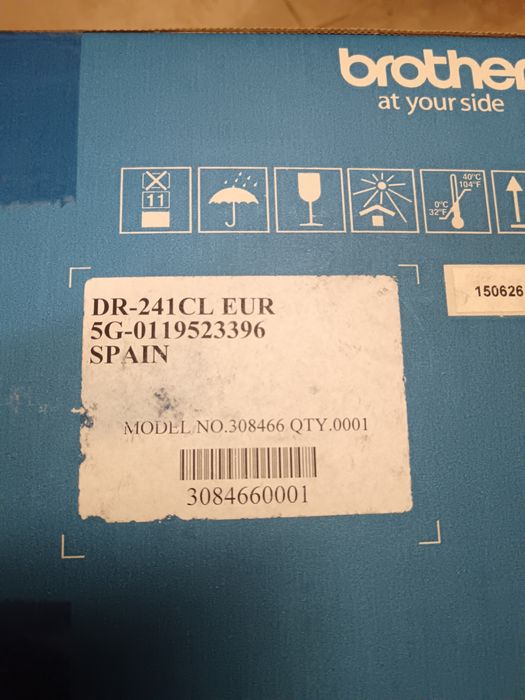 brother
at your side
11
40°C
104°F
0°C
32°F
150626
DR-241CL EUR
5G-0119523396
SPAIN
MODEL NO.308466 QTY.0001
3084660001